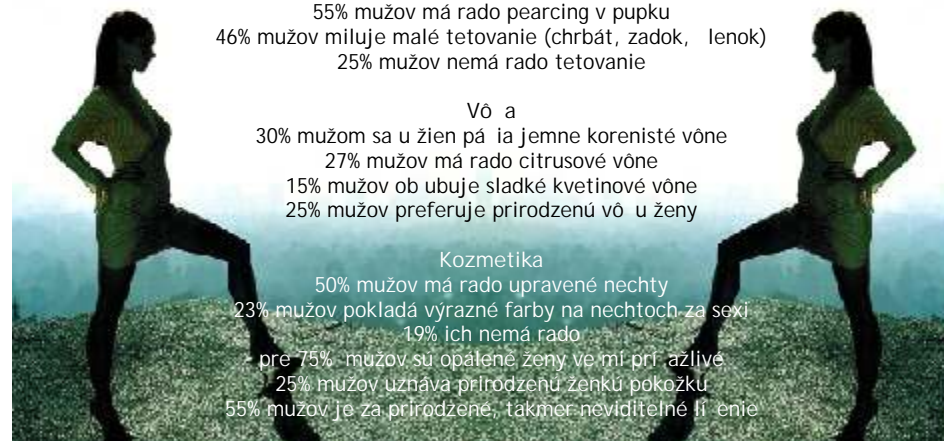 55% mužov má rado pearcing v pupku
46% mužov miluje malé tetovanie (chrbát, zadok, lenok)
25% mužov nemá rado tetovanie
Vô a
30% mužom sa u žien pá ia jemne korenisté vône
27% mužov má rado citrusové vône
15% mužov ob ubuje sladké kvetinové vône
25% mužov preferuje prirodzenú vô u ženy
Kozmetika
50% mužov má rado upravené nechty
23% mužov pokladá výrazné farby na nechtoch za sexi
19% ich nemá rado
pre 75% mužov sú opálené ženy ve mi prí ažlivé
25% mužov uznáva prirodzenú ženkú pokožku
55% mužov je za prirodzené, takmer neviditelné lí enie